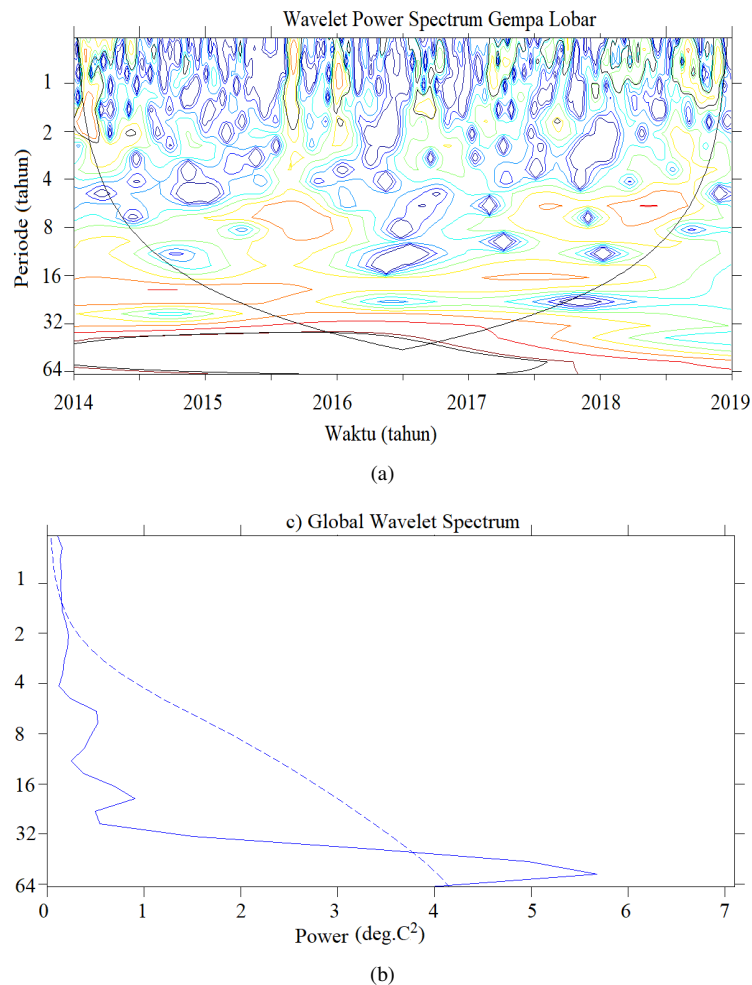 Wavelet Power Spectrum Gempa Lobar
Periode (tahun)
1
2
4
8
16
32
64
2014 2015 2016 2017 2018 2019
Waktu (tahun)
(a)
c) Global Wavelet Spectrum
1
2
4
8
16
32
64
0 1 2 3 4 5 6 7
Power (deg.C²)
(b)